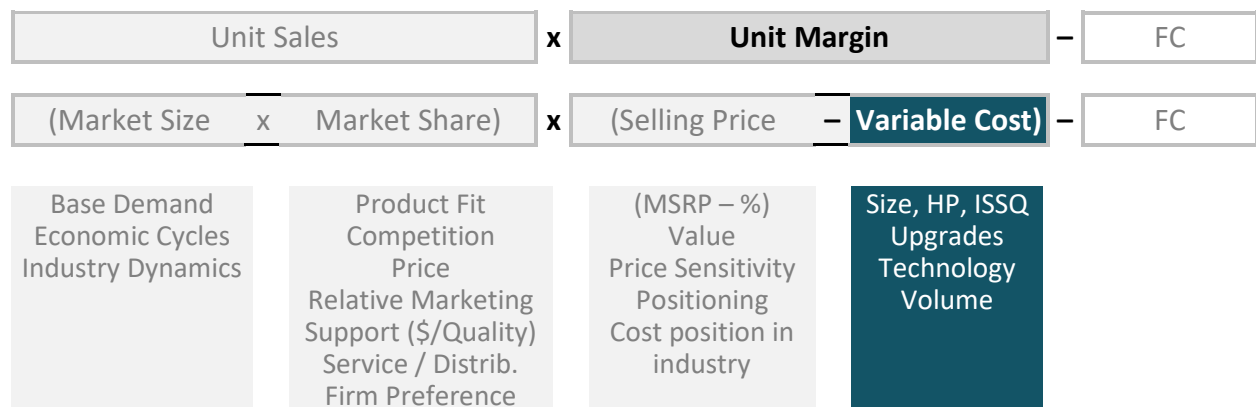 Unit Sales x Unit Margin – FC
(Market Size x Market Share) x (Selling Price – Variable Cost) – FC
Base Demand
Economic Cycles
Industry Dynamics
Product Fit
Competition
Price
Relative Marketing
Support ($/Quality)
Service / Distrib.
Firm Preference
(MSRP – %)
Value
Price Sensitivity
Positioning
Cost position in
industry
Size, HP, ISSQ
Upgrades
Technology
Volume